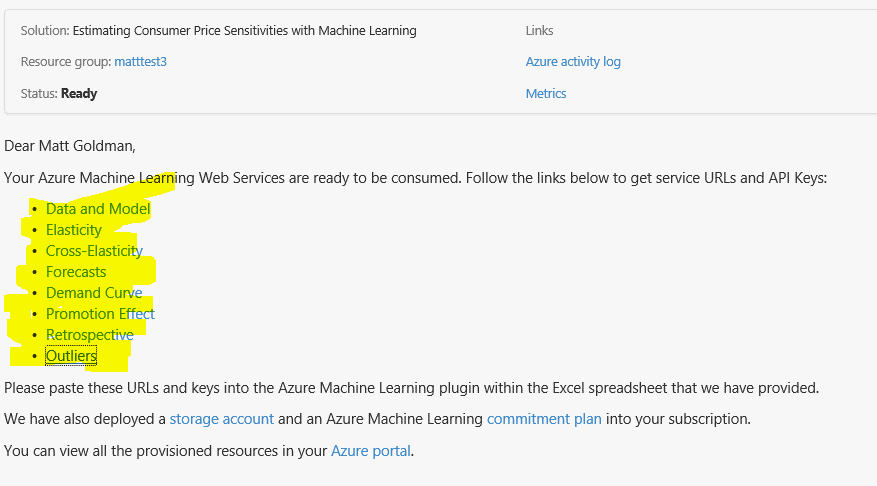 Solution: Estimating Consumer Price Sensitivities with Machine Learning
Links
Resource group: matttest3
Azure activity log
Status: Ready
Metrics
Dear Matt Goldman,
Your Azure Machine Learning Web Services are ready to be consumed. Follow the links below to get service URLs and API Keys:
• Data and Model
• Elasticity
• Cross-Elasticity
• Forecasts
• Demand Curve
• Promotion Effect
• Retrospective
• Outliers
Please paste these URLs and keys into the Azure Machine Learning plugin within the Excel spreadsheet that we have provided.
We have also deployed a storage account and an Azure Machine Learning commitment plan into your subscription.
You can view all the provisioned resources in your Azure portal.